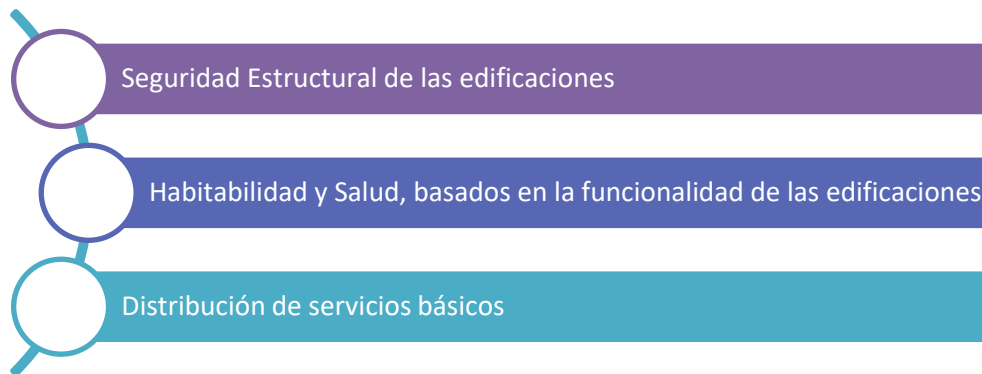 Seguridad Estructural de las edificaciones
Habitabilidad y Salud, basados en la funcionalidad de las edificaciones
Distribución de servicios básicos